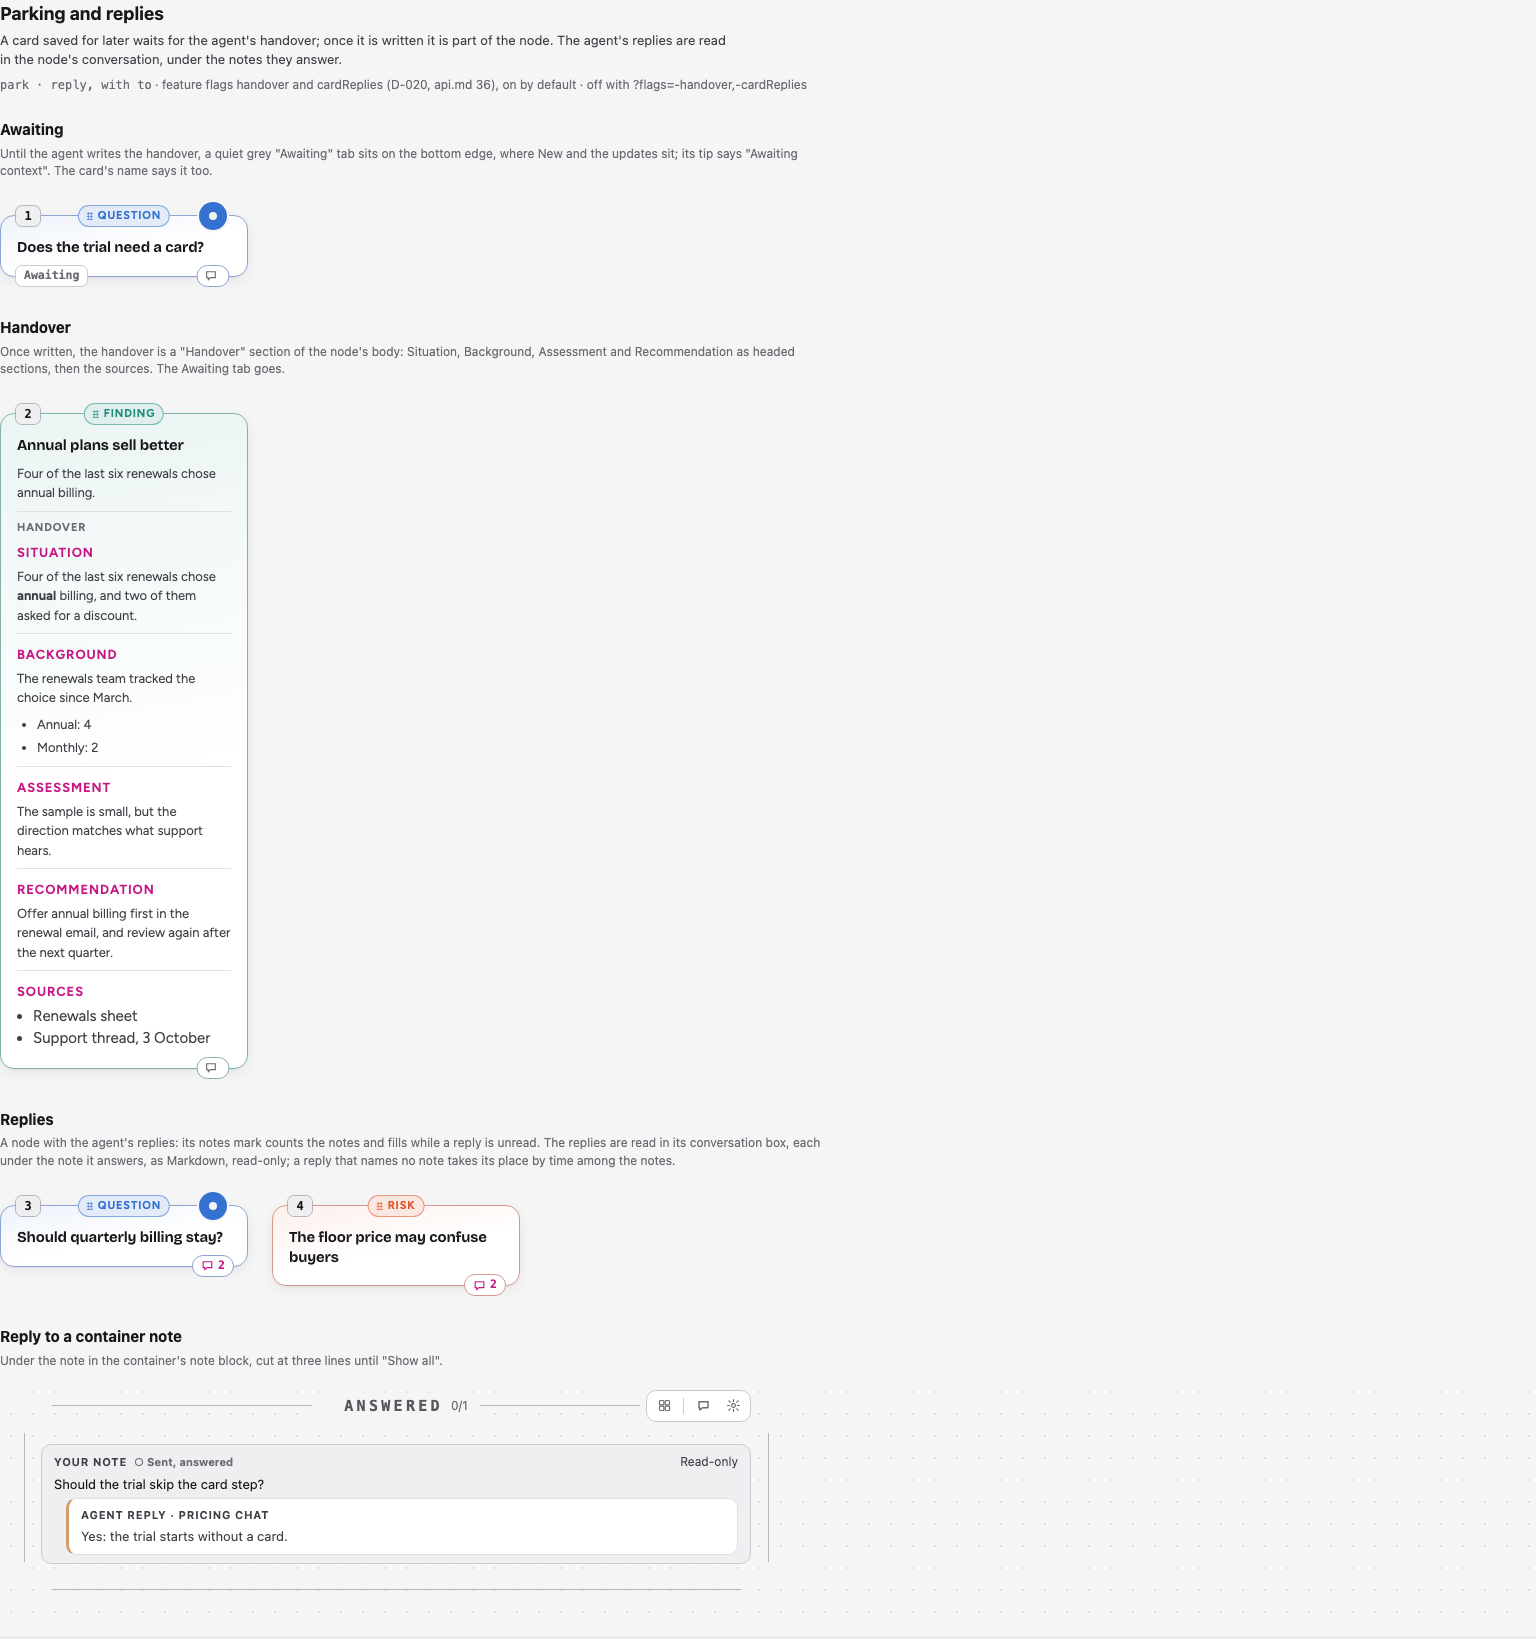 Parking and replies
A card saved for later waits for the agent's handover; once it is written it is part of the node. The agent's replies are read
in the node's conversation, under the notes they answer.
park · reply, with to · feature flags handover and cardReplies (D-020, api.md 36), on by default · off with ?flags=-handover,-cardReplies
Awaiting
Until the agent writes the handover, a quiet grey "Awaiting" tab sits on the bottom edge, where New and the updates sit; its tip says "Awaiting
context". The card's name says it too.
1
QUESTION
Does the trial need a card?
Awaiting
Handover
Once written, the handover is a "Handover" section of the node's body: Situation, Background, Assessment and Recommendation as headed
sections, then the sources. The Awaiting tab goes.
2
FINDING
Annual plans sell better
Four of the last six renewals chose
annual billing.
HANDOVER
SITUATION
Four of the last six renewals chose
annual billing, and two of them
asked for a discount.
BACKGROUND
The renewals team tracked the
choice since March.
• Annual: 4
• Monthly: 2
ASSESSMENT
The sample is small, but the
direction matches what support
hears.
RECOMMENDATION
Offer annual billing first in the
renewal email, and review again after
the next quarter.
SOURCES
• Renewals sheet
• Support thread, 3 October
Replies
A node with the agent's replies: its notes mark counts the notes and fills while a reply is unread. The replies are read in its conversation box, each
under the note it answers, as Markdown, read-only; a reply that names no note takes its place by time among the notes.
3
QUESTION
Should quarterly billing stay?
2
4
RISK
The floor price may confuse
buyers
2
Reply to a container note
Under the note in the container's note block, cut at three lines until "Show all".
ANSWERED 0/1
YOUR NOTE Sent, answered Read-only
Should the trial skip the card step?
AGENT REPLY · PRICING CHAT
Yes: the trial starts without a card.